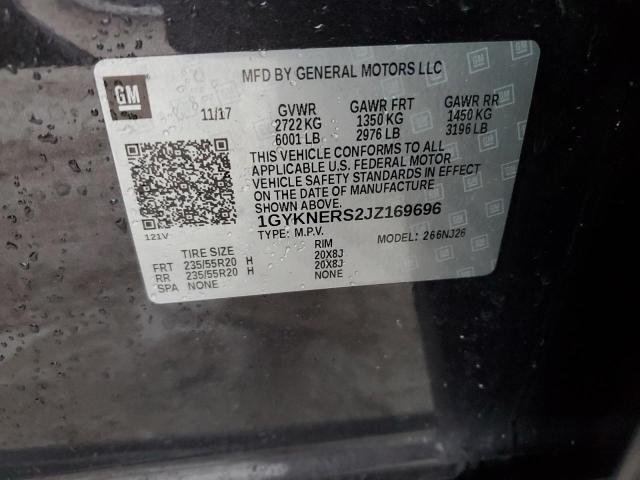 MFD BY GENERAL MOTORS LLC
GM
11/17 GVWR GAWR FRT GAWR RR
2722 KG 1350 KG 1450 KG
6001 LB 2976 LB 3196 LB
THIS VEHICLE CONFORMS TO ALL
APPLICABLE U.S. FEDERAL MOTOR
VEHICLE SAFETY STANDARDS IN EFFECT
ON THE DATE OF MANUFACTURE
SHOWN ABOVE.
1GYKNERS2JZ169696
121V TYPE: M.P.V. MODEL: 266NJ26
TIRE SIZE RIM
FRT 235/55R20 H 20X8J
RR 235/55R20 H 20X8J
SPA NONE NONE